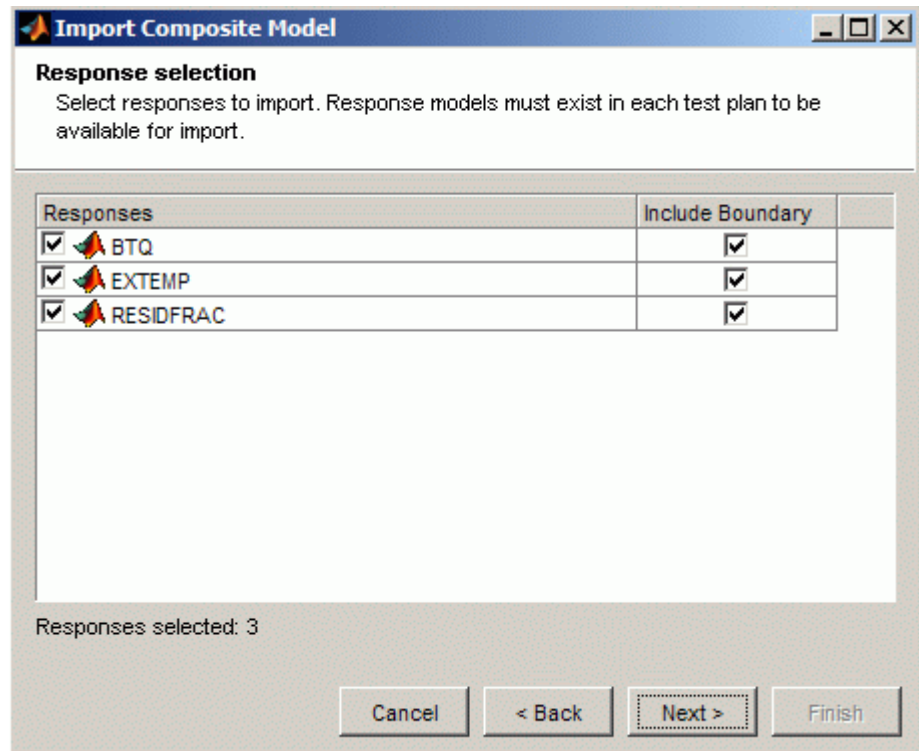 Import Composite Model
Response selection
Select responses to import. Response models must exist in each test plan to be
available for import.
Responses Include Boundary
BTQ
EXTEMP
RESIDFRAC
Responses selected: 3
Cancel < Back Next > Finish